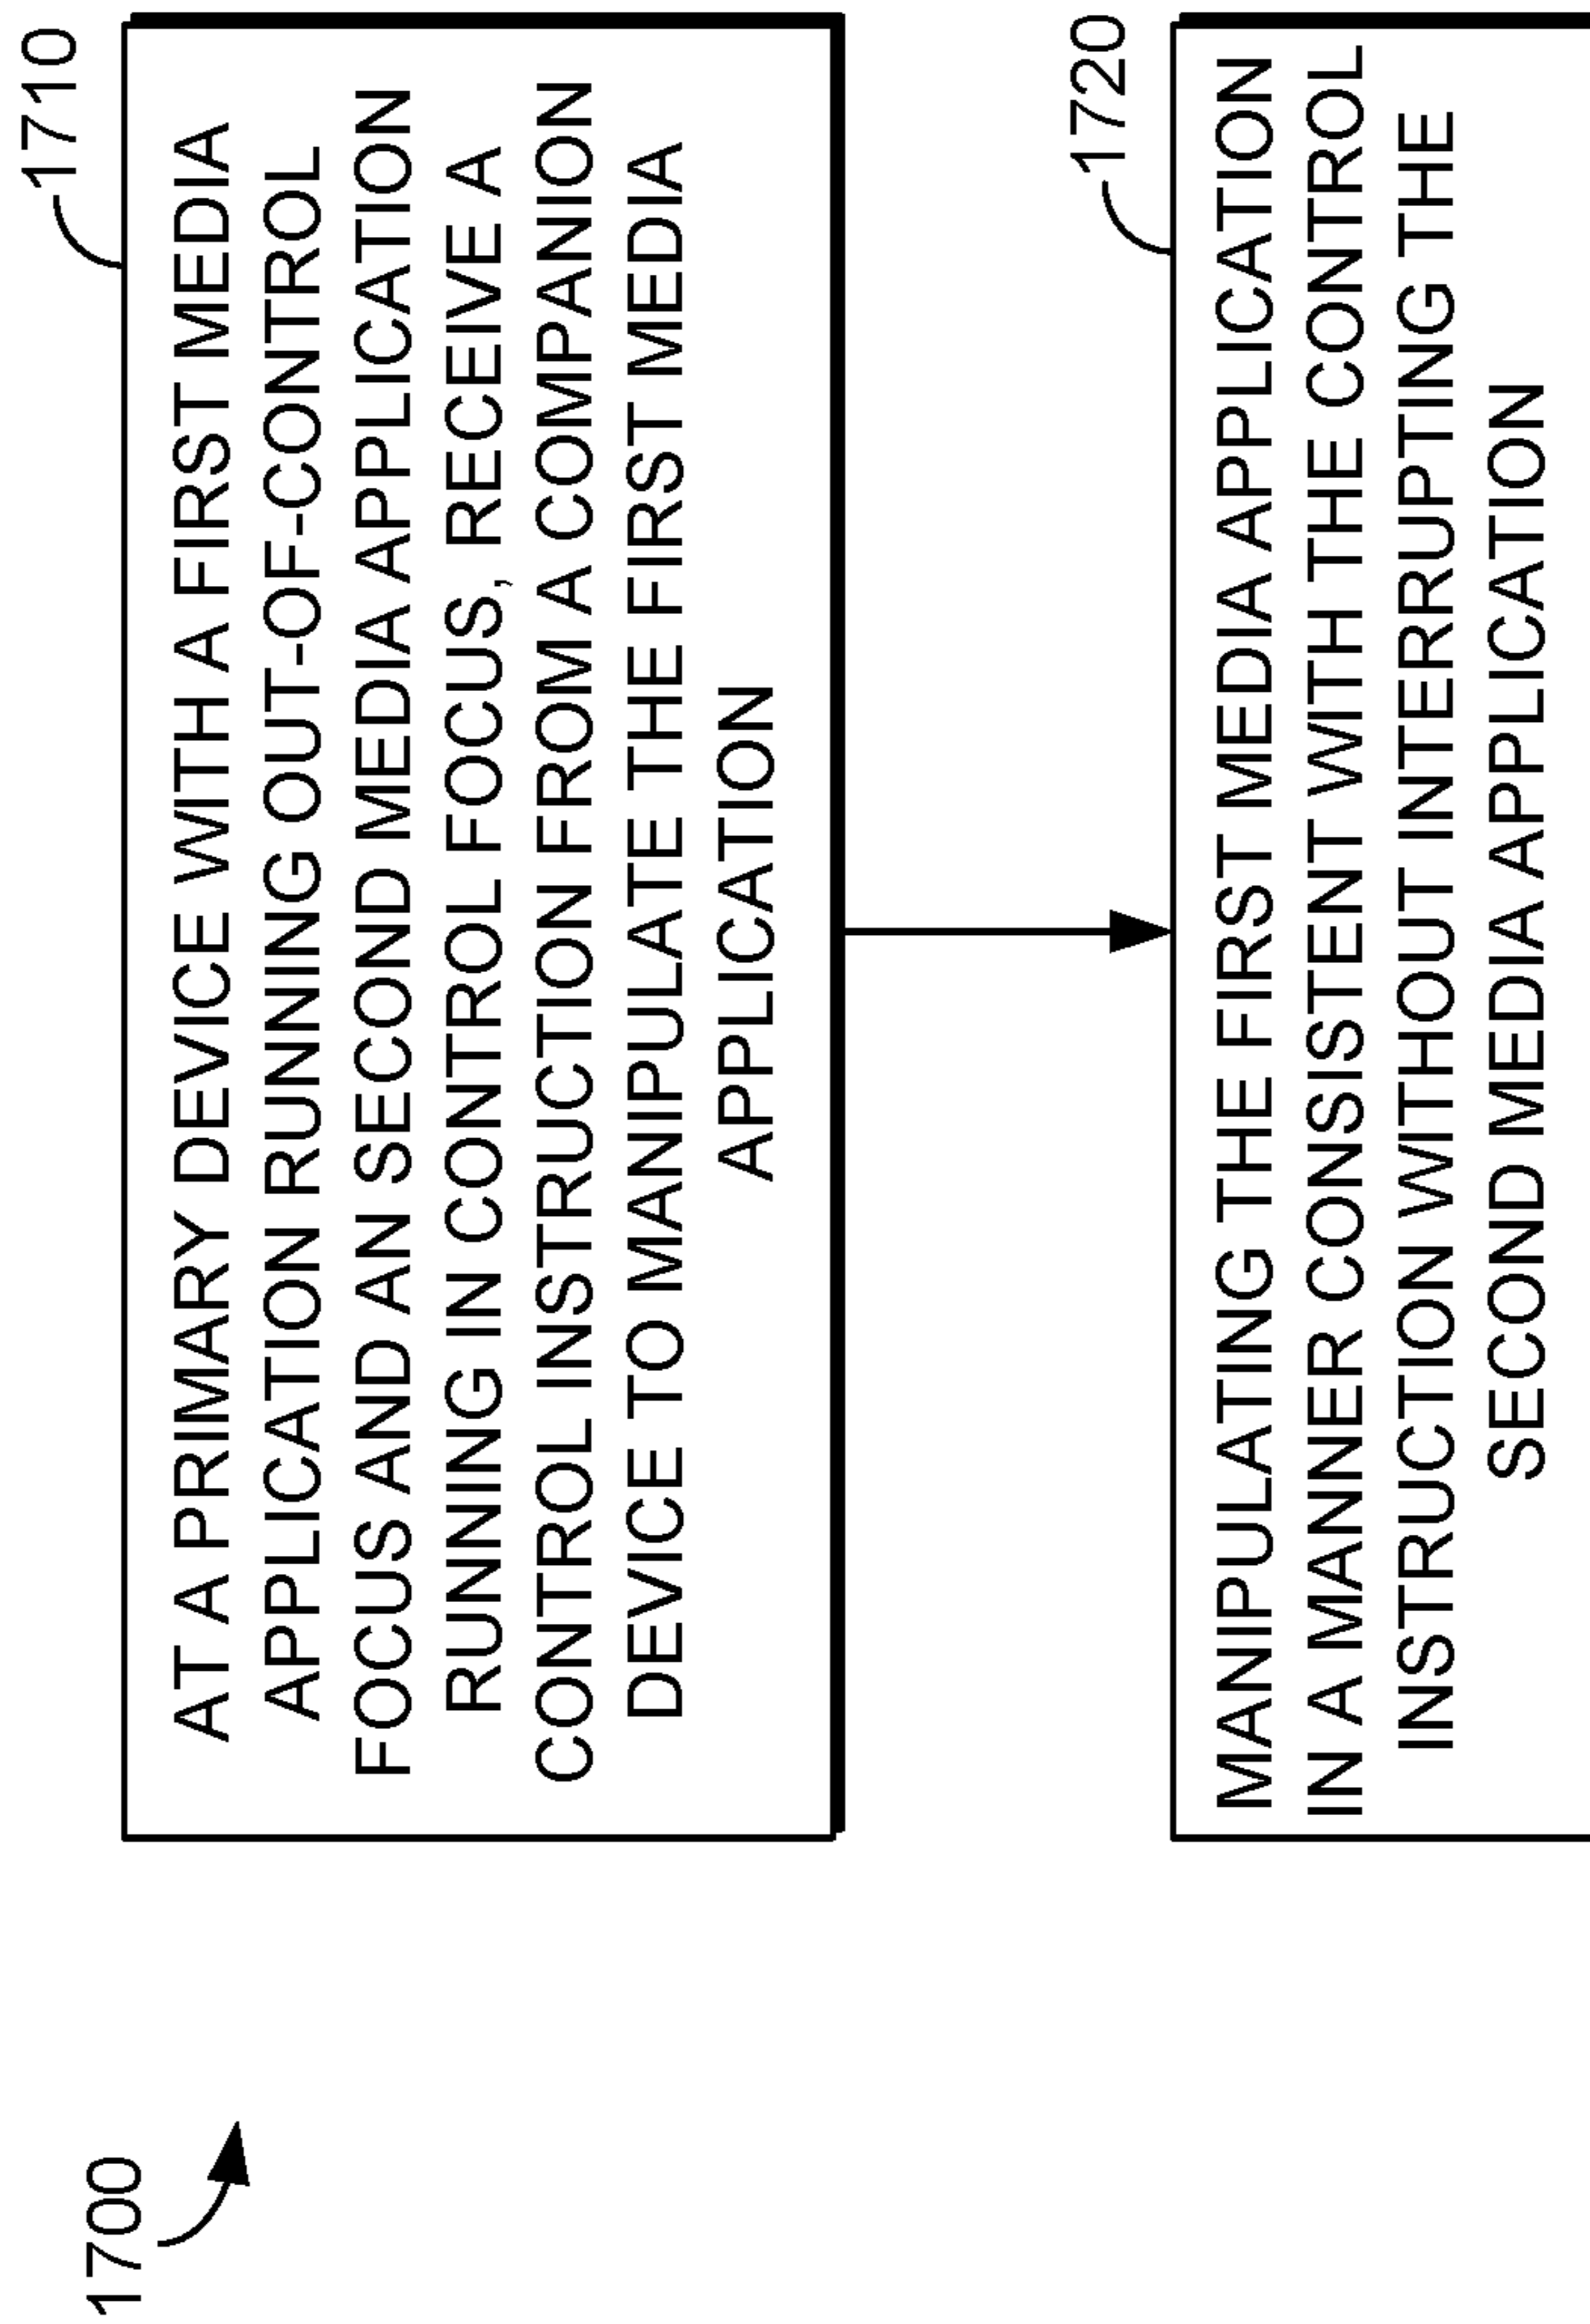 1700
1710
AT A PRIMARY DEVICE WITH A FIRST MEDIA
APPLICATION RUNNING OUT-OF-CONTROL
FOCUS AND AN SECOND MEDIA APPLICATION
RUNNING IN CONTROL FOCUS, RECEIVE A
CONTROL INSTRUCTION FROM A COMPANION
DEVICE TO MANIPULATE THE FIRST MEDIA
APPLICATION
1720
MANIPULATING THE FIRST MEDIA APPLICATION
IN A MANNER CONSISTENT WITH THE CONTROL
INSTRUCTION WITHOUT INTERRUPTING THE
SECOND MEDIA APPLICATION